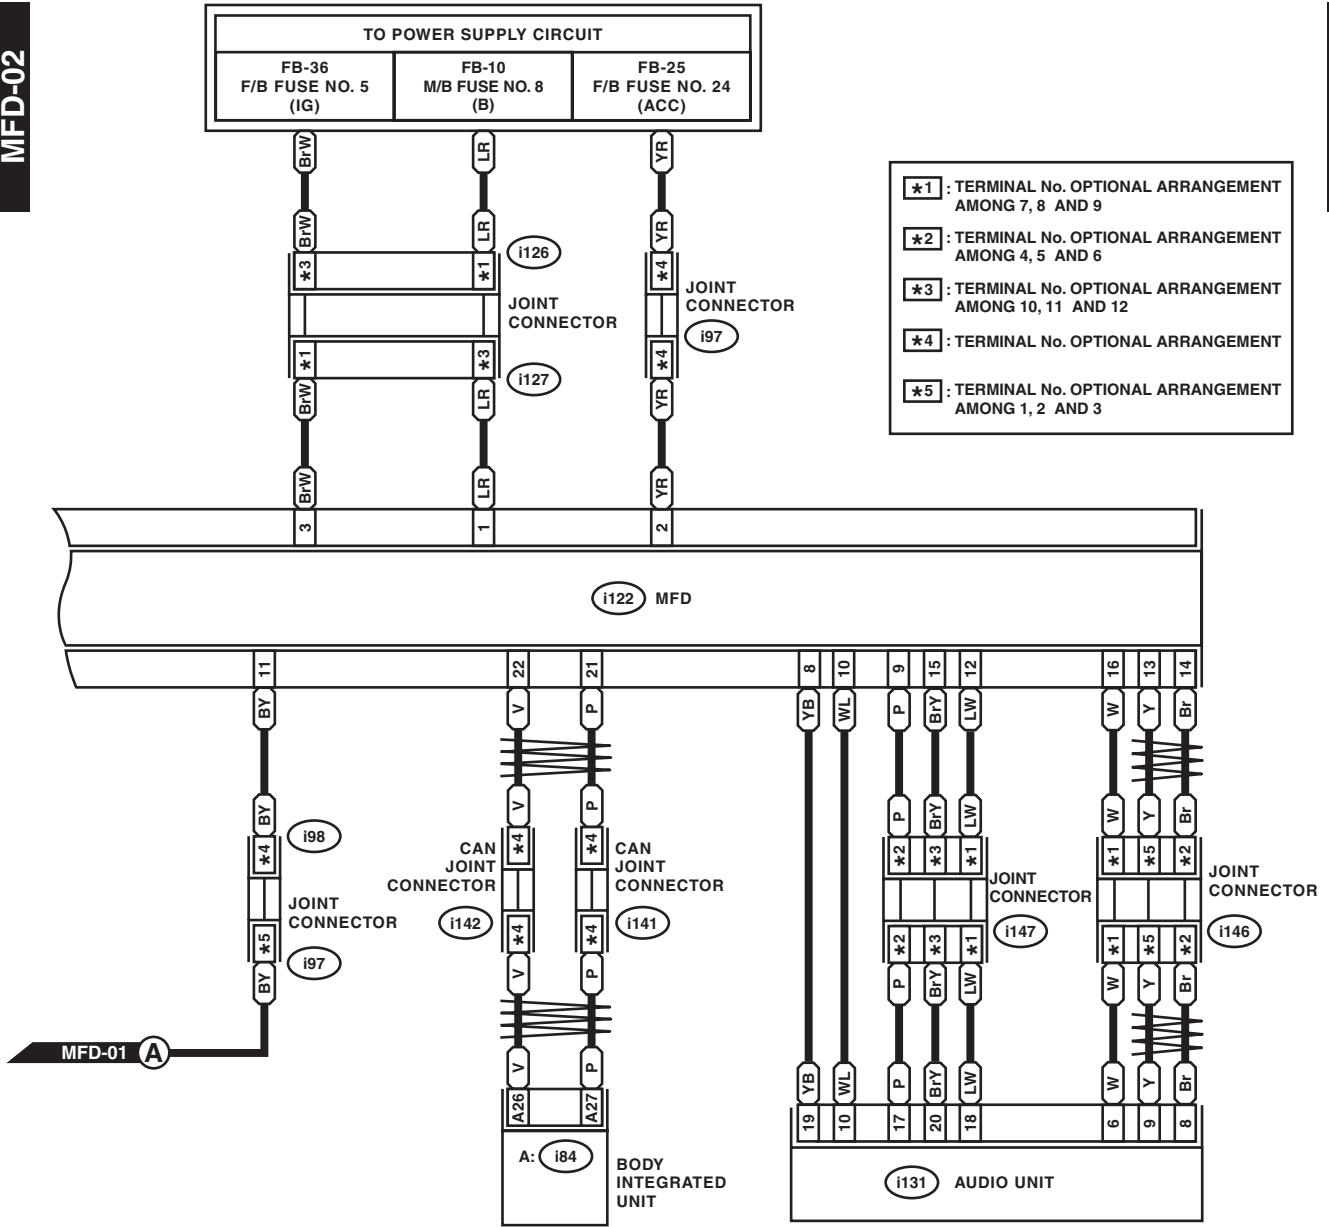 MFD-02
TO POWER SUPPLY CIRCUIT
FB-36
F/B FUSE NO. 5
(IG)
FB-10
M/B FUSE NO. 8
(B)
FB-25
F/B FUSE NO. 24
(ACC)
BrW LR YR
BrW LR YR
*3 *1 i126 *4
JOINT
CONNECTOR
JOINT
CONNECTOR
i97
*1 *3 i127 *4
BrW LR YR
BrW LR YR
3 1 2
*1 : TERMINAL No. OPTIONAL ARRANGEMENT
AMONG 7, 8 AND 9
*2 : TERMINAL No. OPTIONAL ARRANGEMENT
AMONG 4, 5 AND 6
*3 : TERMINAL No. OPTIONAL ARRANGEMENT
AMONG 10, 11 AND 12
*4 : TERMINAL No. OPTIONAL ARRANGEMENT
*5 : TERMINAL No. OPTIONAL ARRANGEMENT
AMONG 1, 2 AND 3
i122 MFD
11 22 21 8 10 9 15 12 16 13 14
BY V P YB WL P BrY LW W Y Br
BY V P P BrY LW W Y Br
*4 i98 *4 *4 *2 *3 *1 *1 *5 *2
JOINT
CONNECTOR
CAN
JOINT
CONNECTOR
CAN
JOINT
CONNECTOR
JOINT
CONNECTOR
JOINT
CONNECTOR
*5 i97 i142 *4 *4 i141 *2 *3 *1 i147 *1 *5 *2 i146
BY V P P BrY LW W Y Br
MFD-01 A
V P YB WL P BrY LW W Y Br
A26 A27 19 10 17 20 18 6 9 8
A: i84
BODY
INTEGRATED
UNIT
i131 AUDIO UNIT